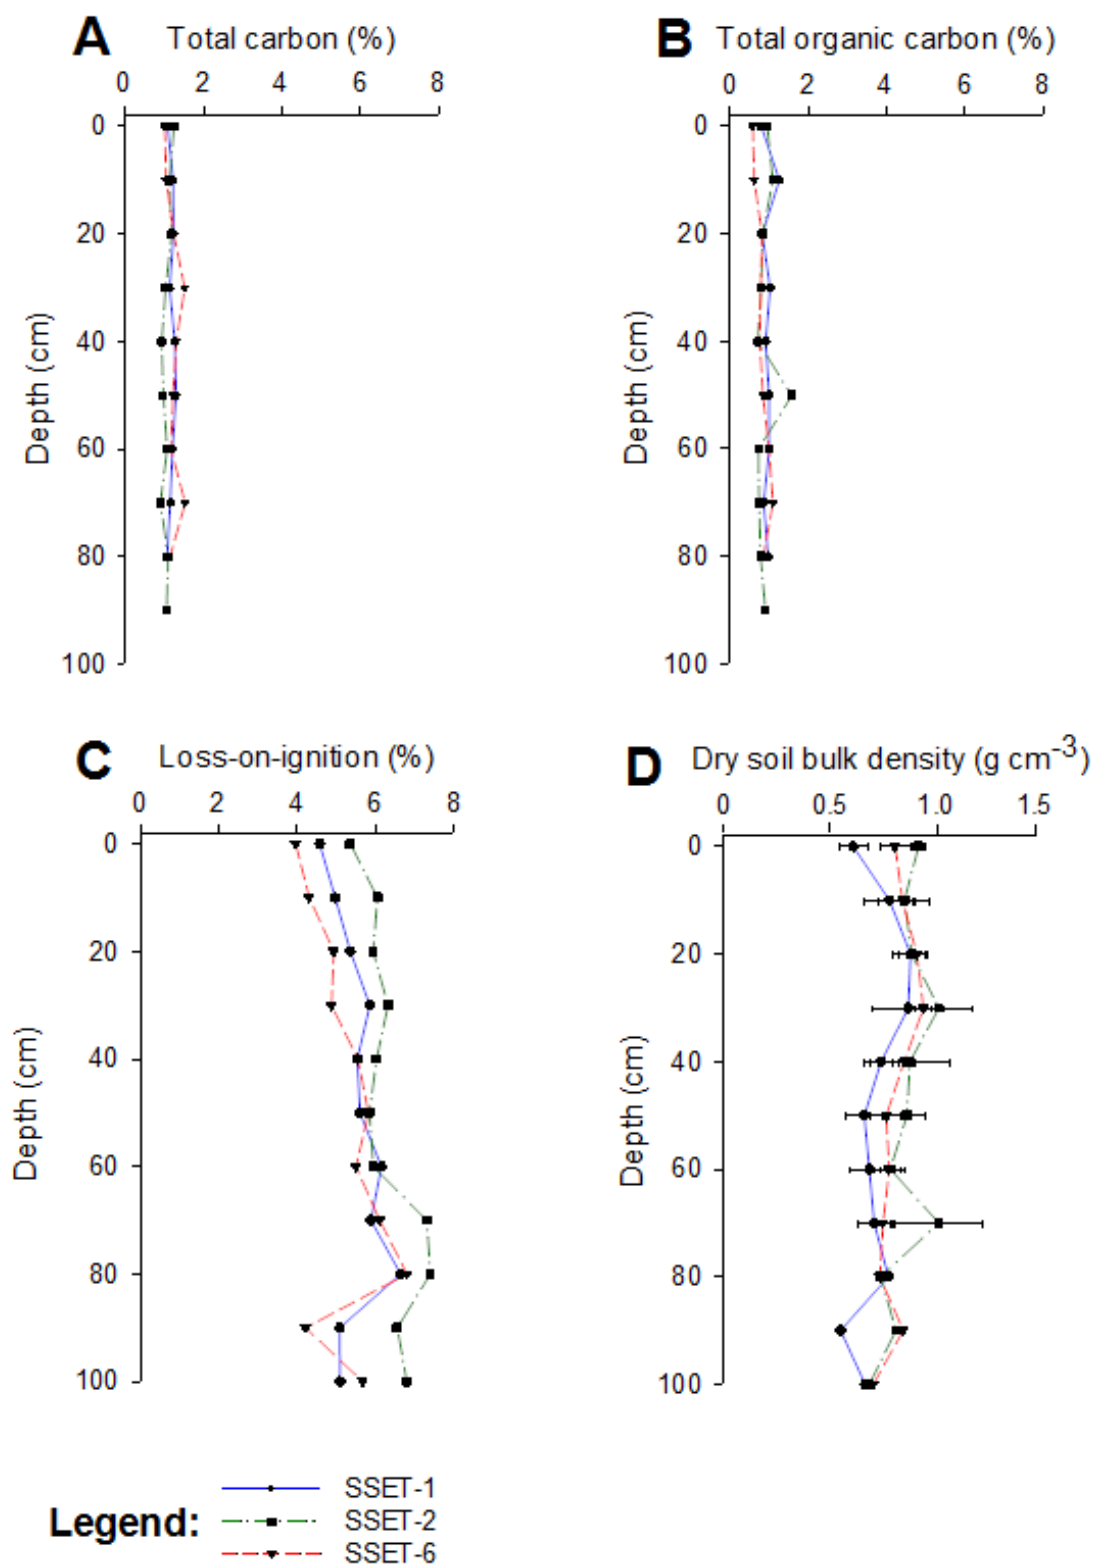 A Total carbon (%)
0 2 4 6 8
0
20
40
60
80
100
Depth (cm)
B Total organic carbon (%)
0 2 4 6 8
0
20
40
60
80
100
Depth (cm)
C Loss-on-ignition (%)
0 2 4 6 8
0
20
40
60
80
100
Depth (cm)
D Dry soil bulk density (g cm⁻³)
0 0.5 1.0 1.5
0
20
40
60
80
100
Depth (cm)
Legend:
SSET-1
SSET-2
SSET-6